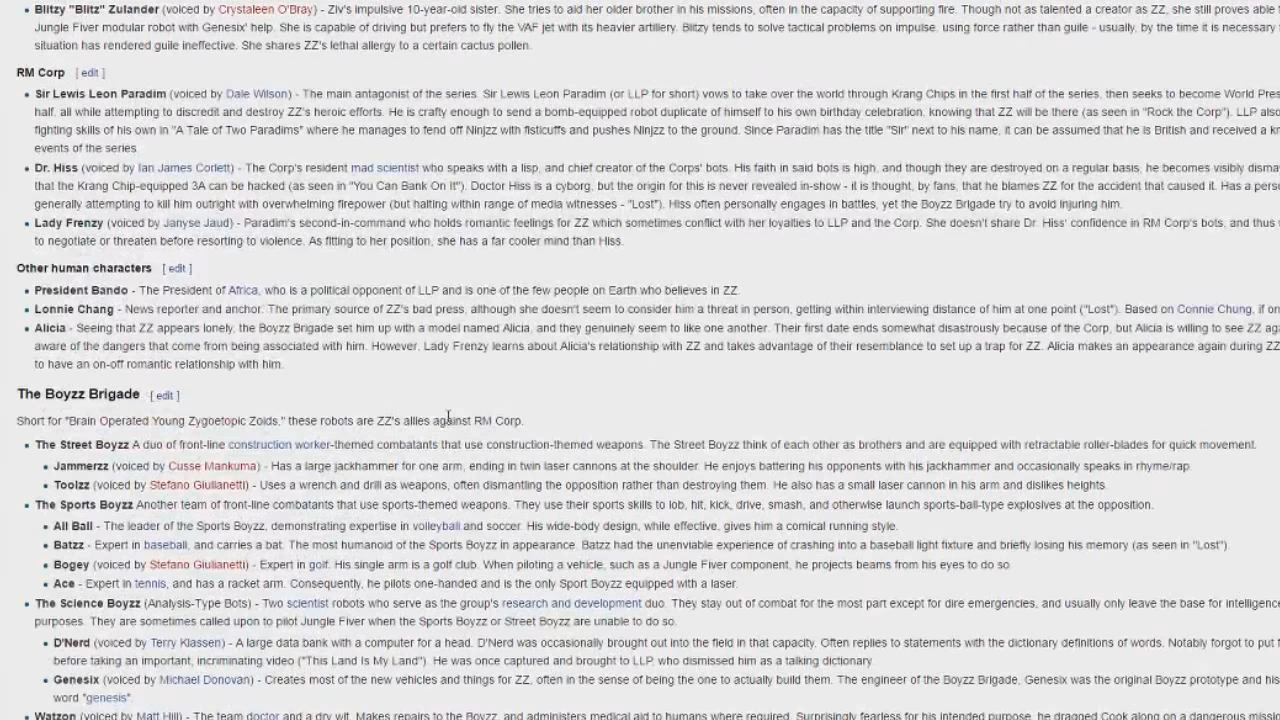 Blitzy "Blitz" Zulander (voiced by Crystaleen O'Bray) - Ziv's impulsive 10-year-old sister. She tries to aid her older brother in his missions, often in the capacity of supporting fire. Though not as talented a creator as ZZ, she still proves able
Jungle Fiver modular robot with Genesix' help. She is capable of driving but prefers to fly the VAF jet with its heavier artillery. Blitzy tends to solve tactical problems on impulse, using force rather than guile - usually, by the time it is necessary
situation has rendered guile ineffective. She shares ZZ's lethal allergy to a certain cactus pollen.
RM Corp [ edit ]
Sir Lewis Leon Paradim (voiced by Dale Wilson) - The main antagonist of the series. Sir Lewis Leon Paradim (or LLP for short) vows to take over the world through Krang Chips in the first half of the series, then seeks to become World Pres
half, all while attempting to discredit and destroy ZZ's heroic efforts. He is crafty enough to send a bomb-equipped robot duplicate of himself to his own birthday celebration, knowing that ZZ will be there (as seen in "Rock the Corp"). LLP also
fighting skills of his own in "A Tale of Two Paradims" where he manages to fend off Ninjzz with fisticuffs and pushes Ninjzz to the ground. Since Paradim has the title "Sir" next to his name, it can be assumed that he is British and received a kn
events of the series.
Dr. Hiss (voiced by Ian James Corlett) - The Corp's resident mad scientist who speaks with a lisp, and chief creator of the Corps' bots. His faith in said bots is high, and though they are destroyed on a regular basis, he becomes visibly disma
that the Krang Chip-equipped 3A can be hacked (as seen in "You Can Bank On It"). Doctor Hiss is a cyborg, but the origin for this is never revealed in-show - it is thought, by fans, that he blames ZZ for the accident that caused it. Has a perso
generally attempting to kill him outright with overwhelming firepower (but halting within range of media witnesses - "Lost"). Hiss often personally engages in battles, yet the Boyzz Brigade try to avoid injuring him.
Lady Frenzy (voiced by Janyse Jaud) - Paradim's second-in-command who holds romantic feelings for ZZ which sometimes conflict with her loyalties to LLP and the Corp. She doesn't share Dr. Hiss' confidence in RM Corp's bots, and thus
to negotiate or threaten before resorting to violence. As fitting to her position, she has a far cooler mind than Hiss.
Other human characters [ edit ]
President Bando - The President of Africa, who is a political opponent of LLP and is one of the few people on Earth who believes in ZZ.
Lonnie Chang - News reporter and anchor. The primary source of ZZ's bad press, although she doesn't seem to consider him a threat in person, getting within interviewing distance of him at one point ("Lost"). Based on Connie Chung, if on
Alicia - Seeing that ZZ appears lonely, the Boyzz Brigade set him up with a model named Alicia, and they genuinely seem to like one another. Their first date ends somewhat disastrously because of the Corp, but Alicia is willing to see ZZ aga
aware of the dangers that come from being associated with him. However, Lady Frenzy learns about Alicia's relationship with ZZ and takes advantage of their resemblance to set up a trap for ZZ. Alicia makes an appearance again during ZZ
to have an on-off romantic relationship with him.
The Boyzz Brigade [ edit ]
Short for "Brain Operated Young Zygoetopic Zoids," these robots are ZZ's allies against RM Corp.
The Street Boyzz A duo of front-line construction worker-themed combatants that use construction-themed weapons. The Street Boyzz think of each other as brothers and are equipped with retractable roller-blades for quick movement.
Jammerzz (voiced by Cusse Mankuma) - Has a large jackhammer for one arm, ending in twin laser cannons at the shoulder. He enjoys battering his opponents with his jackhammer and occasionally speaks in rhyme/rap.
Toolzz (voiced by Stefano Giulianetti) - Uses a wrench and drill as weapons, often dismantling the opposition rather than destroying them. He also has a small laser cannon in his arm and dislikes heights.
The Sports Boyzz Another team of front-line combatants that use sports-themed weapons. They use their sports skills to lob, hit, kick, drive, smash, and otherwise launch sports-ball-type explosives at the opposition.
All Ball - The leader of the Sports Boyzz, demonstrating expertise in volleyball and soccer. His wide-body design, while effective, gives him a comical running style.
Batzz - Expert in baseball, and carries a bat. The most humanoid of the Sports Boyzz in appearance. Batzz had the unenviable experience of crashing into a baseball light fixture and briefly losing his memory (as seen in "Lost").
Bogey (voiced by Stefano Giulianetti) - Expert in golf. His single arm is a golf club. When piloting a vehicle, such as a Jungle Fiver component, he projects beams from his eyes to do so.
Ace - Expert in tennis, and has a racket arm. Consequently, he pilots one-handed and is the only Sport Boyzz equipped with a laser.
The Science Boyzz (Analysis-Type Bots) - Two scientist robots who serve as the group's research and development duo. They stay out of combat for the most part except for dire emergencies, and usually only leave the base for intelligence
purposes. They are sometimes called upon to pilot Jungle Fiver when the Sports Boyzz or Street Boyzz are unable to do so.
D'Nerd (voiced by Terry Klassen) - A large data bank with a computer for a head. D'Nerd was occasionally brought out into the field in that capacity. Often replies to statements with the dictionary definitions of words. Notably forgot to put
before taking an important, incriminating video ("This Land Is My Land"). He was once captured and brought to LLP, who dismissed him as a talking dictionary.
Genesix (voiced by Michael Donovan) - Creates most of the new vehicles and things for ZZ, often in the sense of being the one to actually build them. The engineer of the Boyzz Brigade, Genesix was the original Boyzz prototype and his
word "genesis".
Watzon (voiced by Matt Hill) - The team doctor and a dry wit. Makes repairs to the Boyzz, and administers medical aid to humans where required. Surprisingly fearless for his intended purpose, he dragged Cook along on a dangerous missi